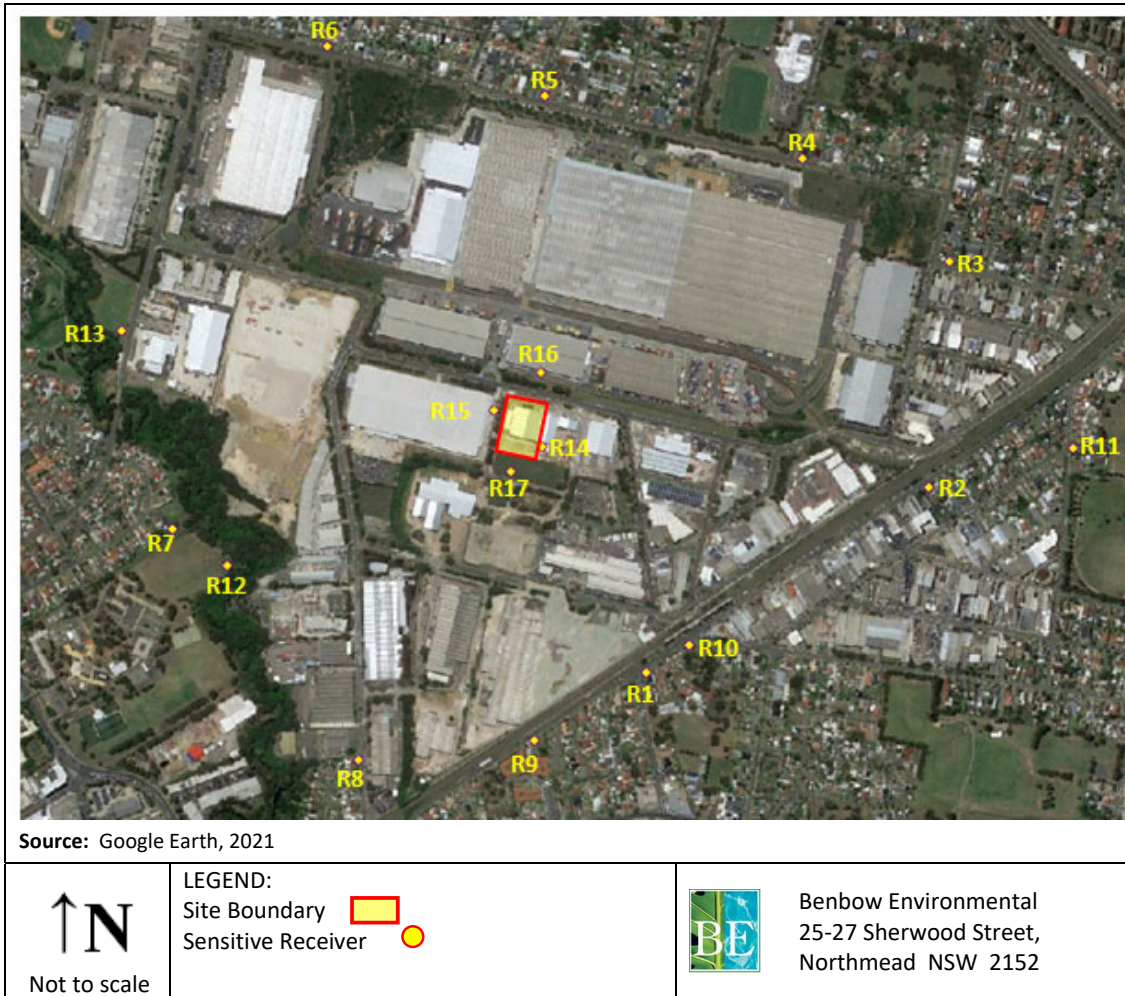 R6
R5
R4
R3
R13
R16
R15
R14
R11
R17
R2
R7
R12
R10
R1
R9
R8
Source: Google Earth, 2021
↑N
Not to scale
LEGEND:
Site Boundary
Sensitive Receiver
BE
Benbow Environmental
25-27 Sherwood Street,
Northmead NSW 2152